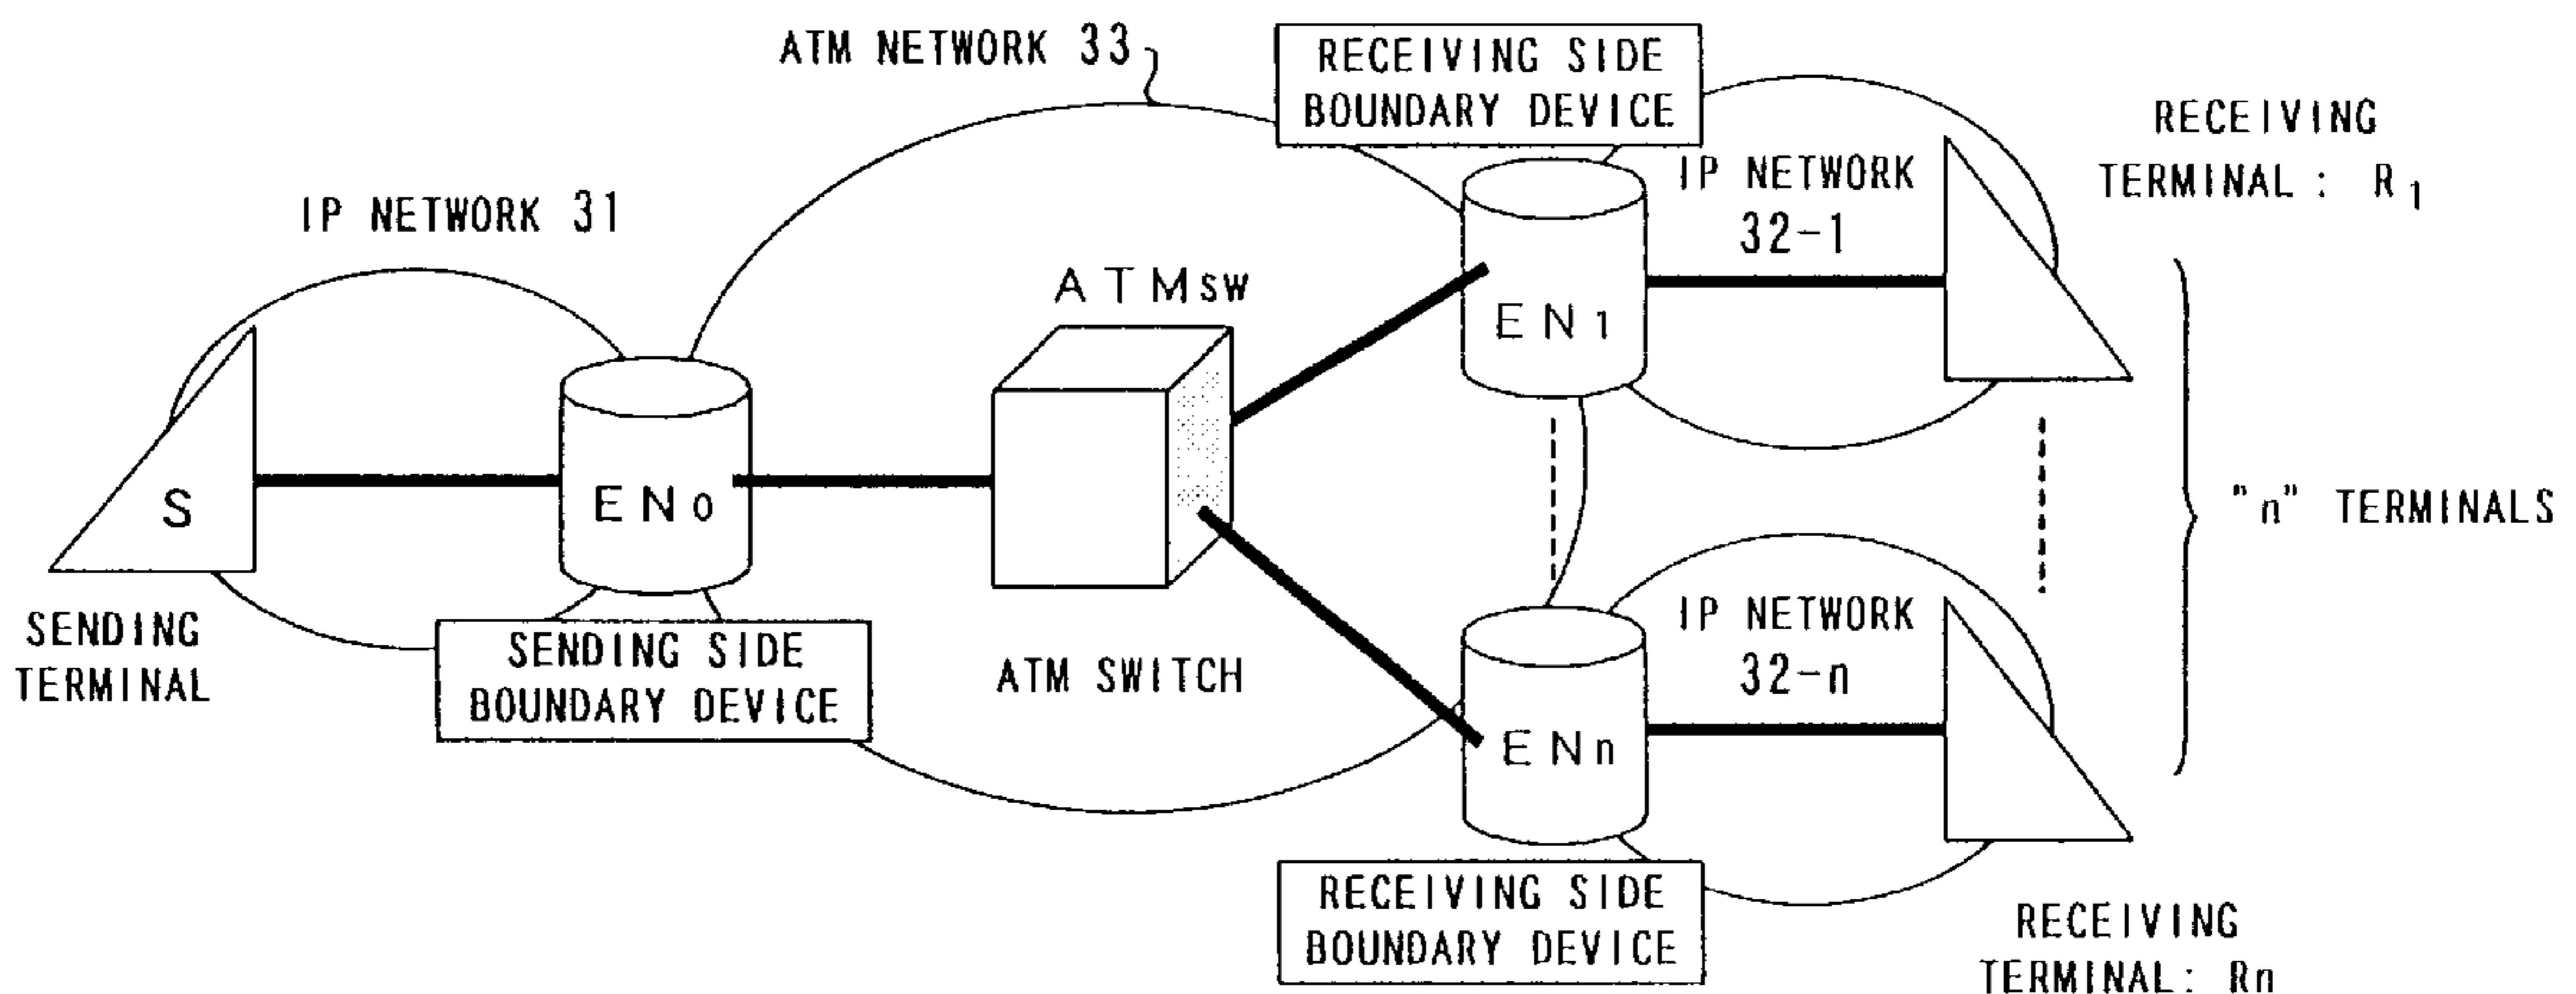 ATM NETWORK 33
RECEIVING SIDE
BOUNDARY DEVICE
RECEIVING
TERMINAL : R1
IP NETWORK
32-1
IP NETWORK 31
ATMSW
EN1
S
EN0
"n" TERMINALS
SENDING
TERMINAL
SENDING SIDE
BOUNDARY DEVICE
ATM SWITCH
IP NETWORK
32-n
ENn
RECEIVING SIDE
BOUNDARY DEVICE
RECEIVING
TERMINAL: Rn